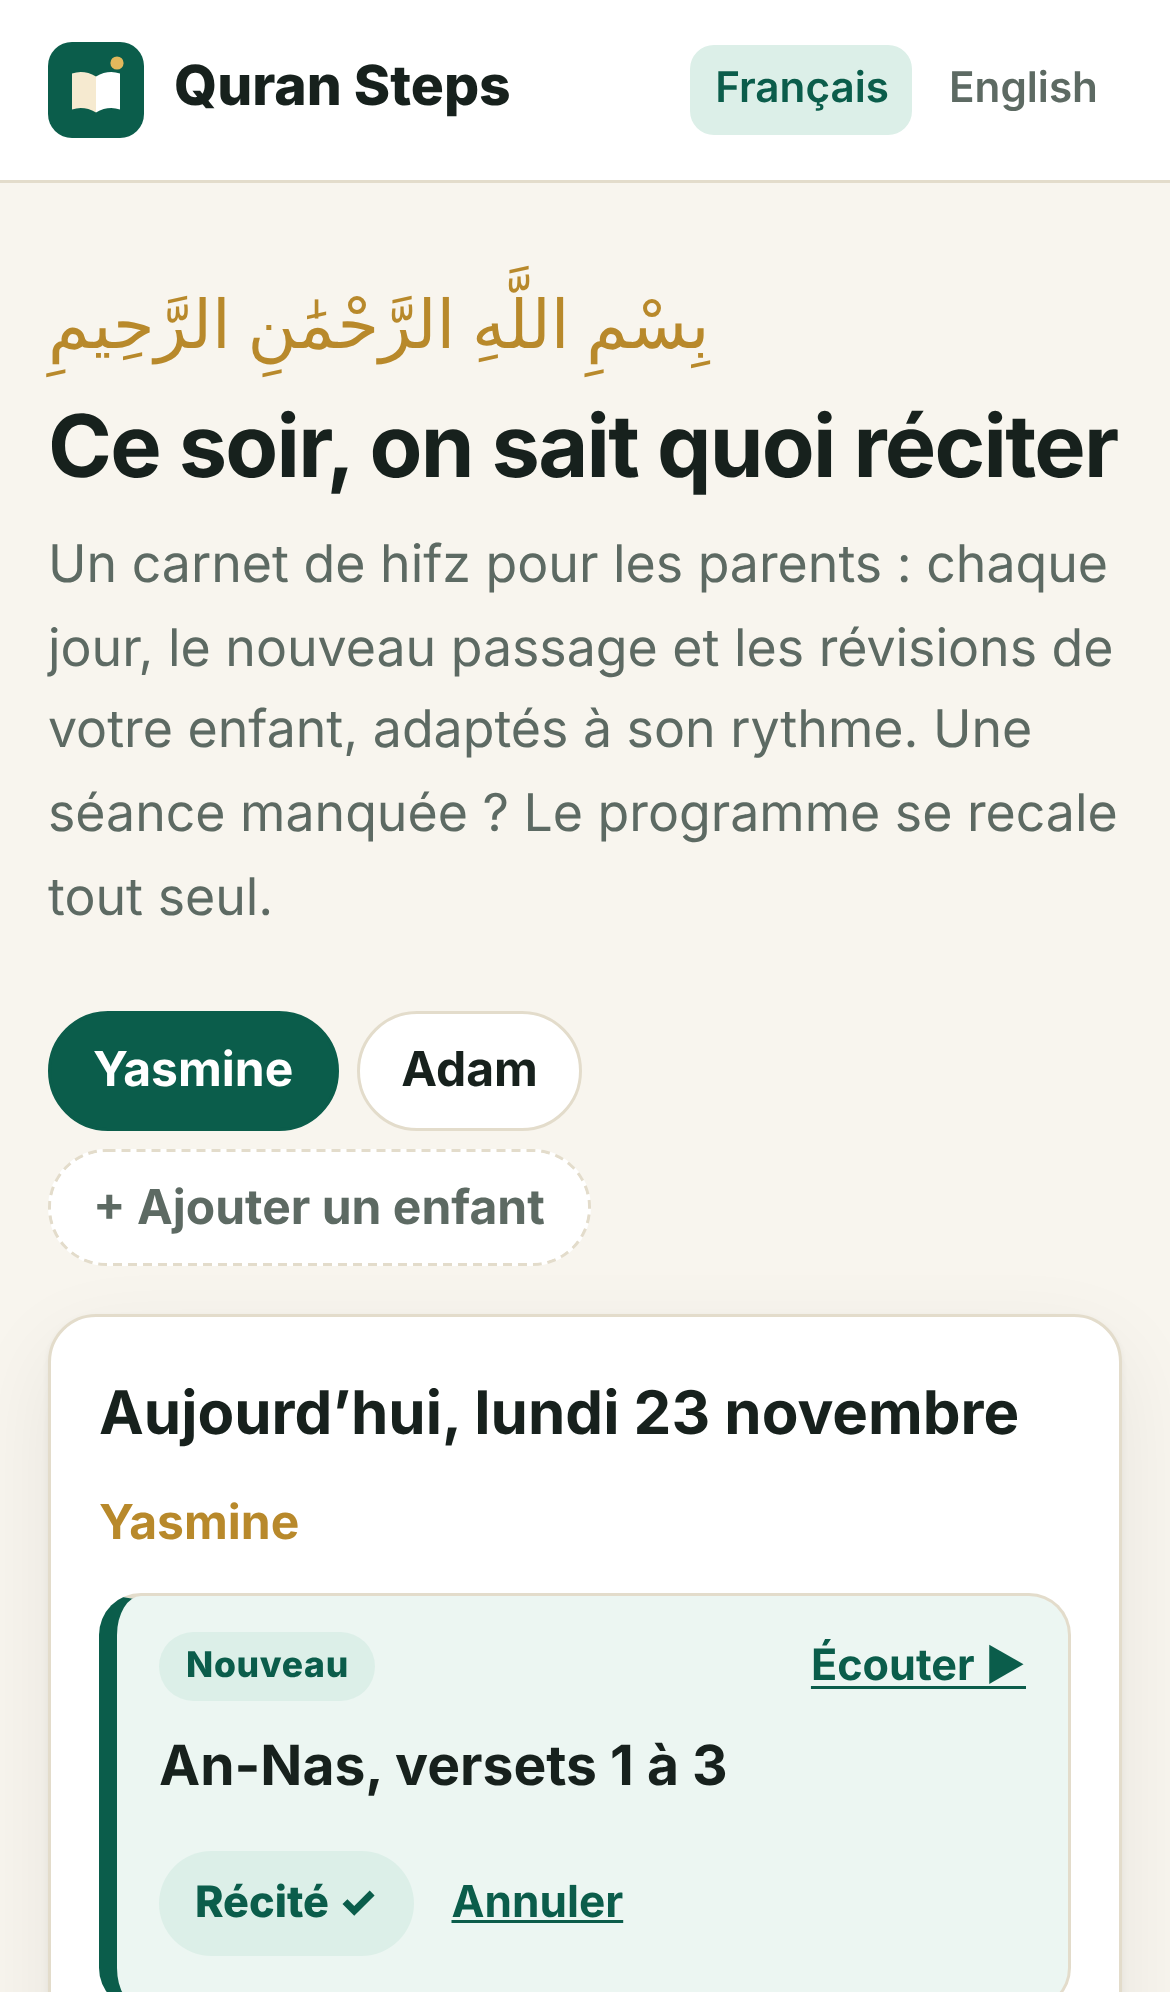 Quran Steps
Français
English
بِسْمِ اللَّهِ الرَّحْمَٰنِ الرَّحِيمِ
Ce soir, on sait quoi réciter
Un carnet de hifz pour les parents : chaque
jour, le nouveau passage et les révisions de
votre enfant, adaptés à son rythme. Une
séance manquée ? Le programme se recale
tout seul.
Yasmine
Adam
+ Ajouter un enfant
Aujourd’hui, lundi 23 novembre
Yasmine
Nouveau
Écouter ▶
An-Nas, versets 1 à 3
Récité ✓
Annuler